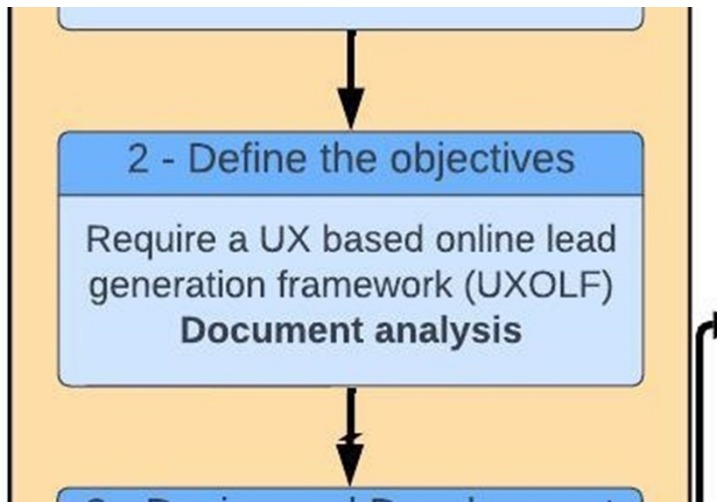 2 - Define the objectives
Require a UX based online lead
generation framework (UXOLF)
Document analysis